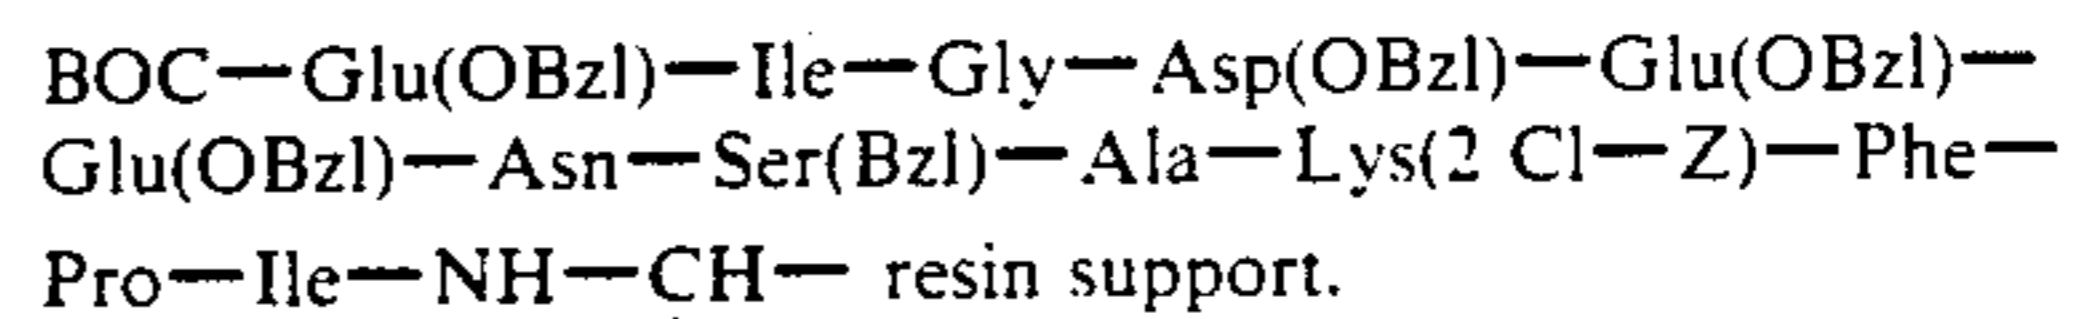 BOC—Glu(OBzl)—Ile—Gly—Asp(OBzl)—Glu(OBzl)—
Glu(OBzl)—Asn—Ser(Bzl)—Ala—Lys(2 Cl—Z)—Phe—
Pro—Ile—NH—CH— resin support.